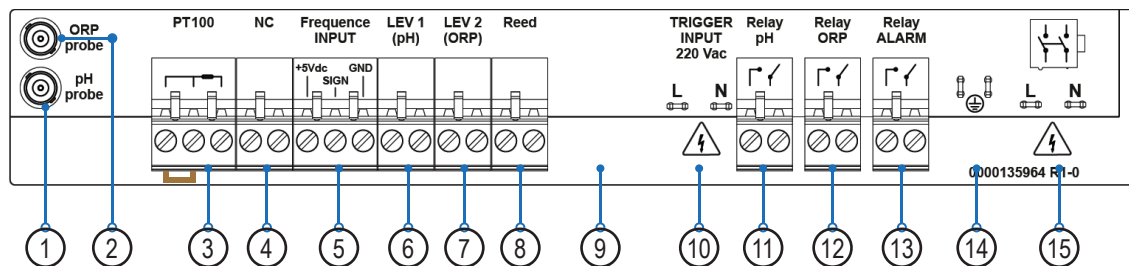 ORP
probe
pH
probe
PT100
NC
Frequence
INPUT
LEV 1
(pH)
LEV 2
(ORP)
Reed
TRIGGER
INPUT
220 Vac
Relay
pH
Relay
ORP
Relay
ALARM
+5Vdc
SIGN
GND
L
N
L
N
0000135964 R1-0
1
2
3
4
5
6
7
8
9
10
11
12
13
14
15